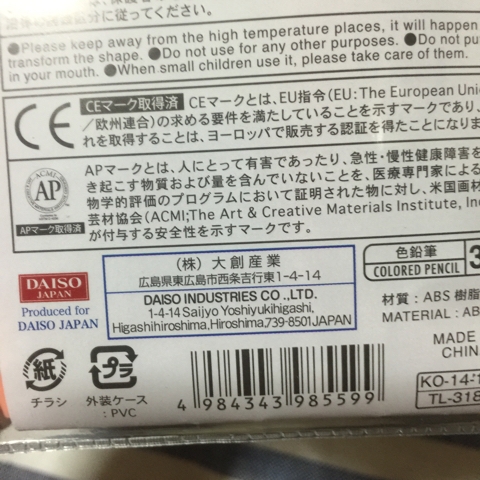 ●Please keep away from the high temperature places, it will happen
transform the shape. ●Do not use for any other purposes. ●Do not pu
in your mouth. ●When small children use it, please take care of them.
CEマーク取得済 CEマークとは、EU指令(EU:The European Uni
/欧州連合)の求める要件を満たしていることを示すマークであり、
れを取得することは、ヨーロッパで販売する認証を得たことになりま
CE
APマークとは、人にとって有害であったり、急性・慢性健康障害を
き起こす物質および量を含んでいないことを、医療専門家による
物学的評価のプログラムにおいて証明された物に対し、米国画材
芸材協会(ACMI;The Art & Creative Materials Institute, Inc
が付与する安全性を示すマークです。
ACMI
AP
APマーク取得済
DAISO
JAPAN
Produced for
DAISO JAPAN
(株)大創産業
広島県東広島市西条吉行東1-4-14
DAISO INDUSTRIES CO.,LTD.
1-4-14 Saijyo Yoshiyukihigashi,
Higashihiroshima,Hiroshima,739-8501JAPAN
色鉛筆
COLORED PENCIL
材質:ABS 樹脂
MATERIAL : AB
MADE
CHIN
紙
チラシ
プラ
外装ケース
: PVC
4 984343 985599
KO-14-
TL-318